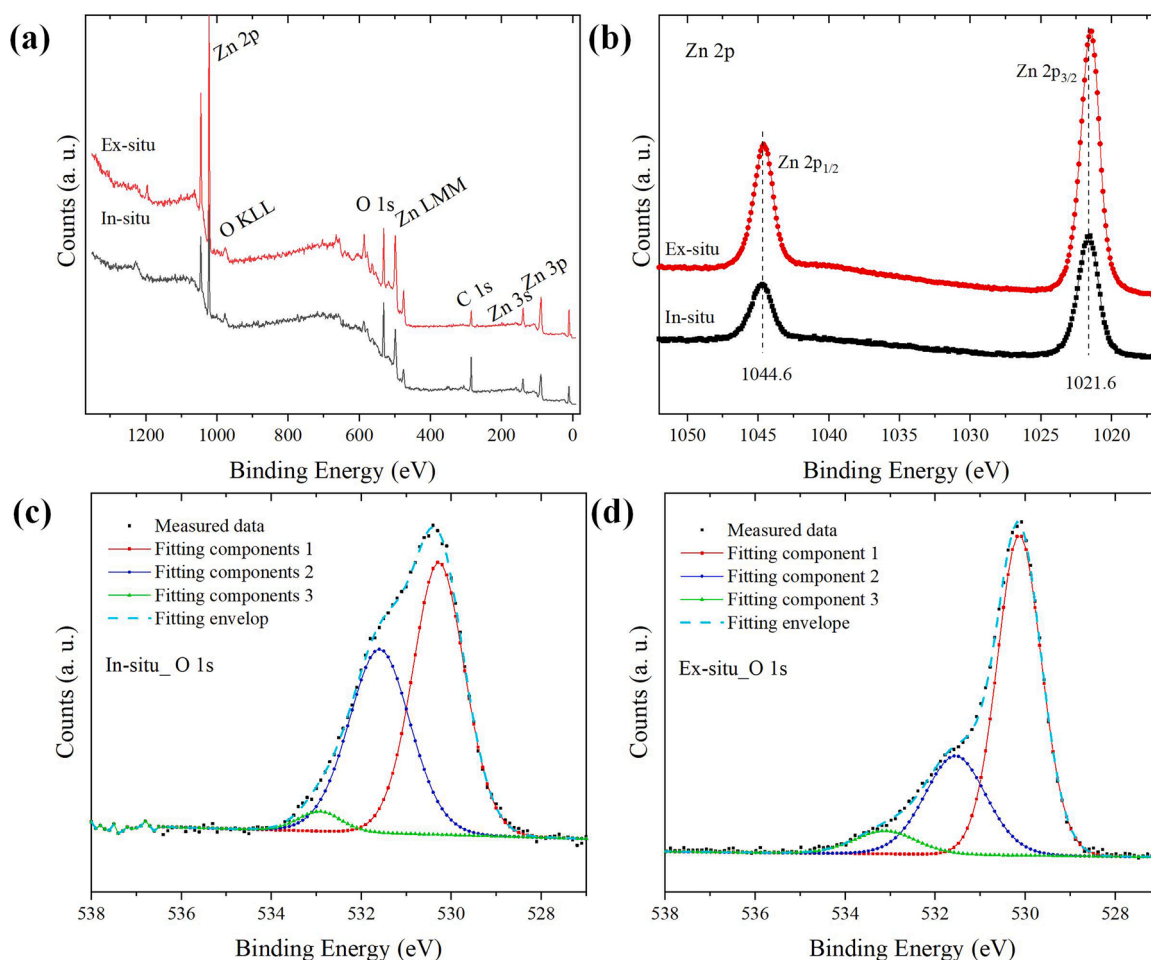 (a)
Zn 2p
Ex-situ
In-situ
O KLL
O 1s
Zn LMM
C 1s
Zn 3s
Zn 3p
Counts (a. u.)
1200 1000 800 600 400 200 0
Binding Energy (eV)
(b)
Zn 2p
Zn 2p3/2
Zn 2p1/2
Ex-situ
In-situ
1044.6
1021.6
Counts (a. u.)
1050 1045 1040 1035 1030 1025 1020
Binding Energy (eV)
(c)
Measured data
Fitting components 1
Fitting components 2
Fitting components 3
Fitting envelop
In-situ_ O 1s
Counts (a. u.)
538 536 534 532 530 528
Binding Energy (eV)
(d)
Measured data
Fitting component 1
Fitting component 2
Fitting component 3
Fitting envelope
Ex-situ_O 1s
Counts (a. u.)
538 536 534 532 530 528
Binding Energy (eV)